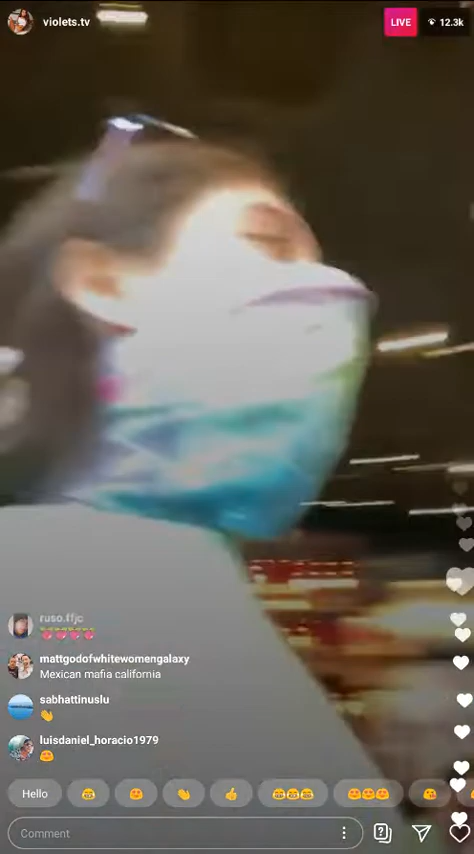 violets.tv
LIVE
12.3k
ruso.ffjc
mattgodofwhitewomengalaxy
Mexican mafia california
sabhattinuslu
luisdaniel_horacio1979
Hello
Comment